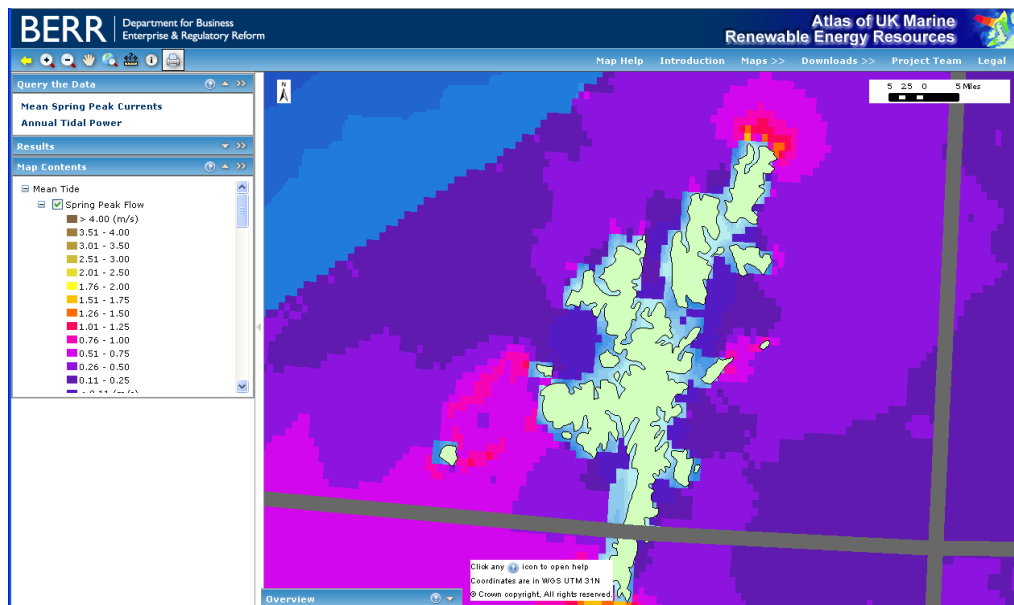 BERR
Department for Business
Enterprise & Regulatory Reform
Atlas of UK Marine
Renewable Energy Resources
Map Help Introduction Maps >> Downloads >> Project Team Legal
Query the Data
Mean Spring Peak Currents
Annual Tidal Power
Results
Map Contents
Mean Tide
Spring Peak Flow
> 4.00 (m/s)
3.51 - 4.00
3.01 - 3.50
2.51 - 3.00
2.01 - 2.50
1.76 - 2.00
1.51 - 1.75
1.26 - 1.50
1.01 - 1.25
0.76 - 1.00
0.51 - 0.75
0.26 - 0.50
0.11 - 0.25
N
5 2.5 0 5 Miles
Click any ? icon to open help
Coordinates are in WGS UTM 31N
© Crown copyright, All rights reserved.
Overview